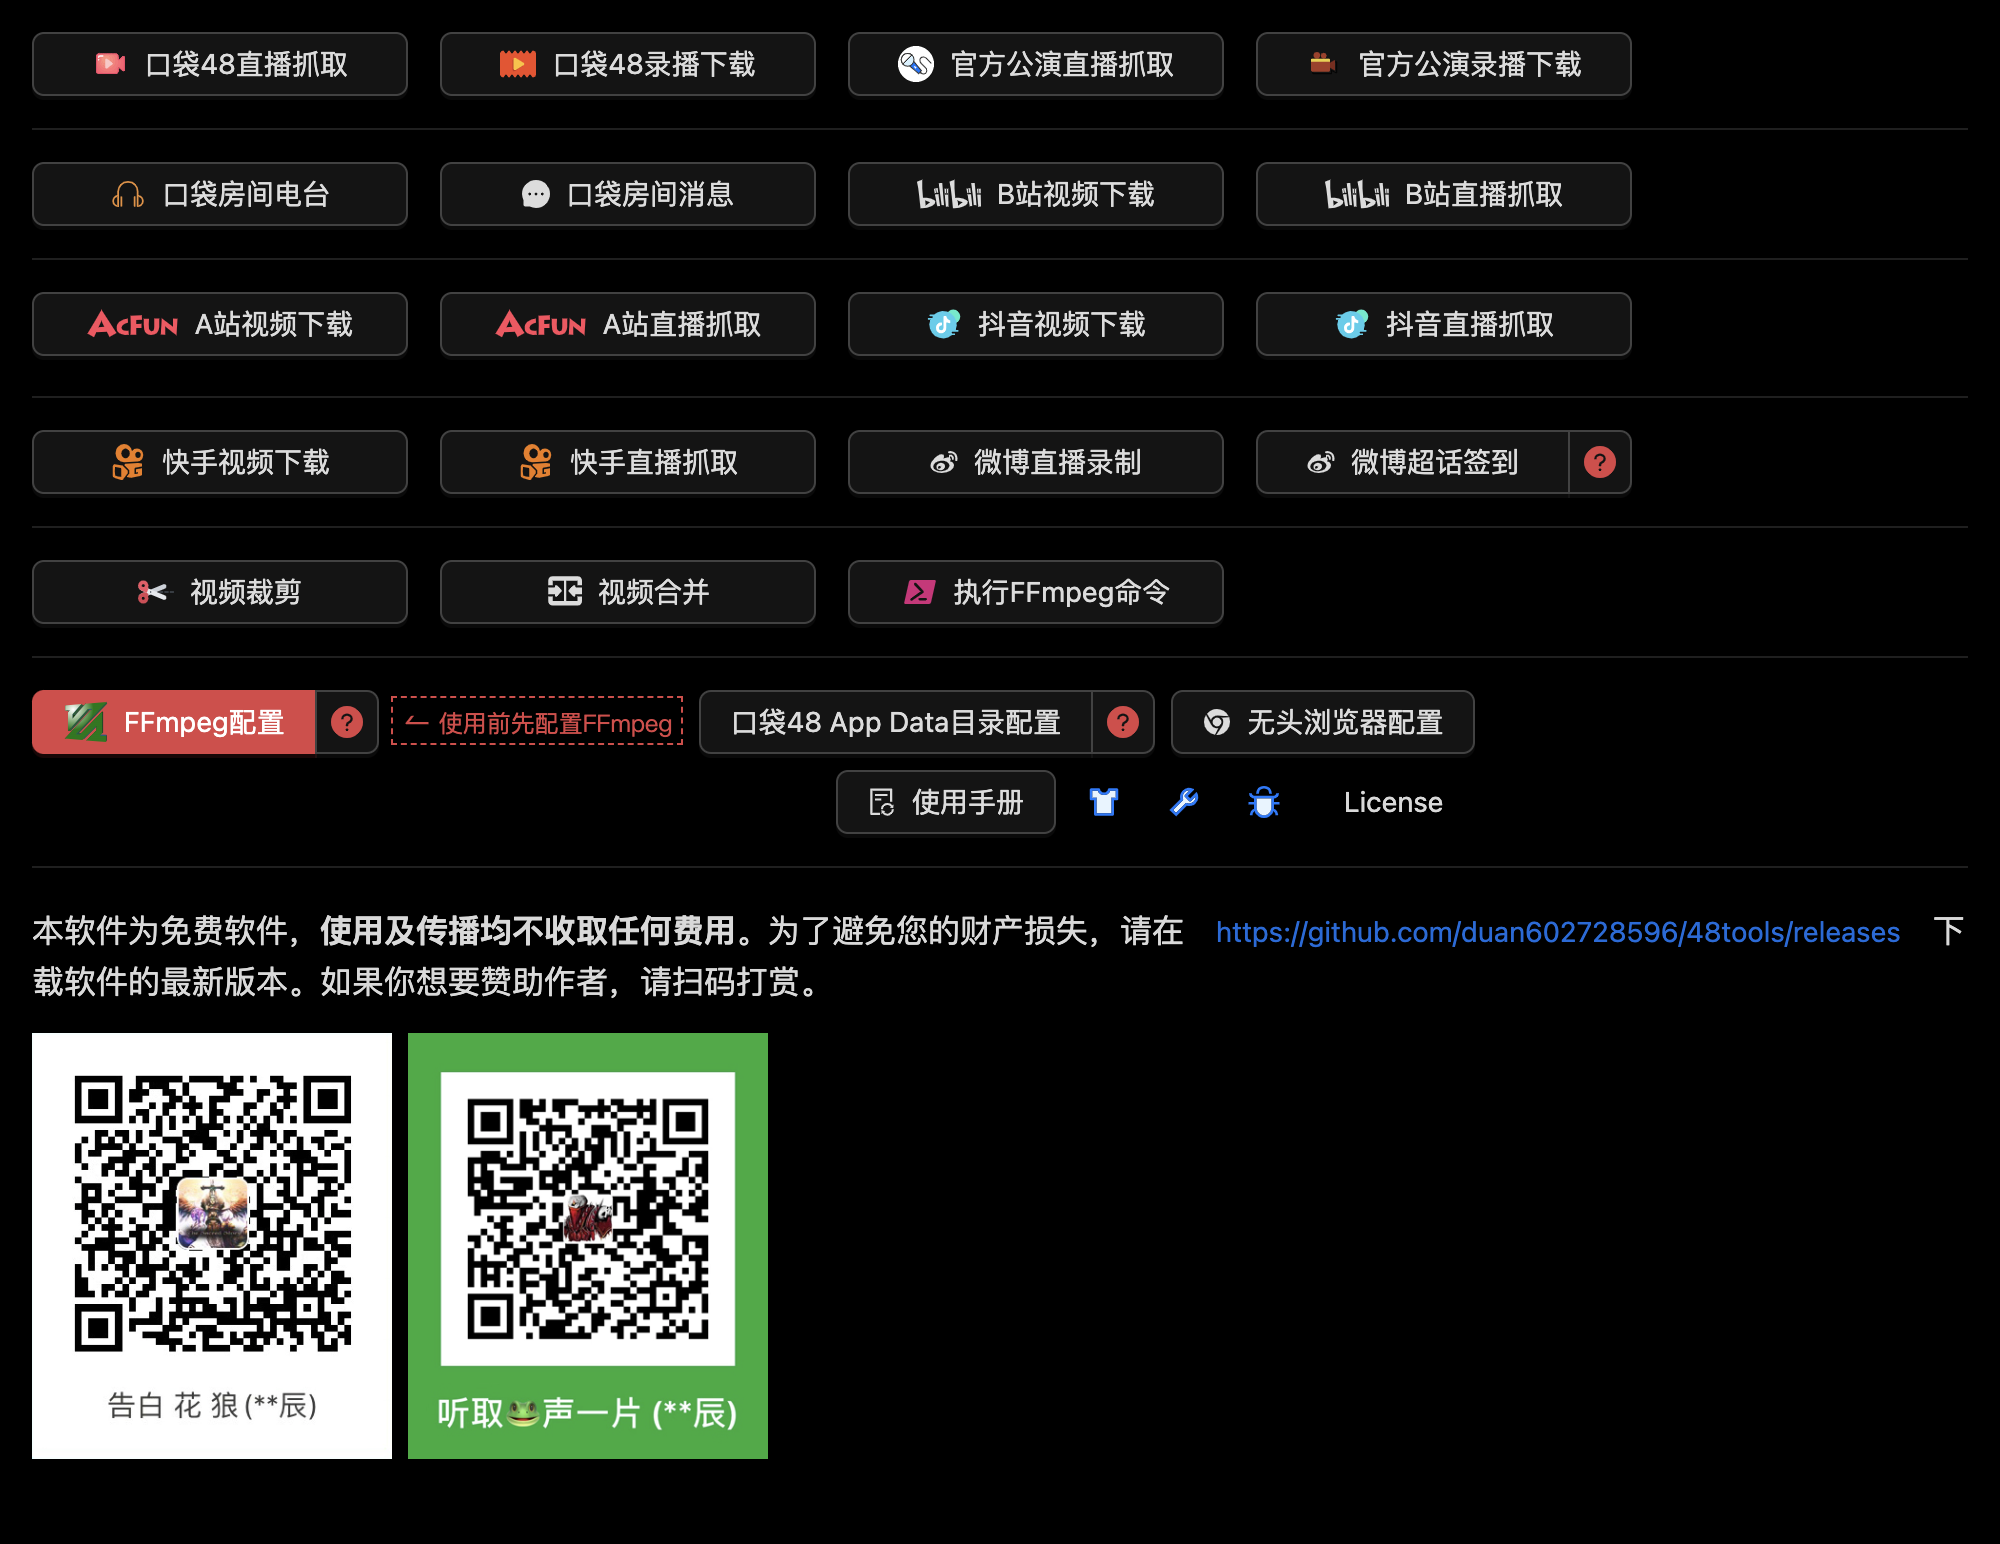 口袋48直播抓取
口袋48录播下载
官方公演直播抓取
官方公演录播下载
口袋房间电台
口袋房间消息
bilibili B站视频下载
bilibili B站直播抓取
ACFUN A站视频下载
ACFUN A站直播抓取
抖音视频下载
抖音直播抓取
快手视频下载
快手直播抓取
微博直播录制
微博超话签到 ?
视频裁剪
视频合并
执行FFmpeg命令
FFmpeg配置 ?
使用前先配置FFmpeg
口袋48 App Data目录配置 ?
无头浏览器配置
使用手册
License
本软件为免费软件，使用及传播均不收取任何费用。为了避免您的财产损失，请在 https://github.com/duan602728596/48tools/releases 下
载软件的最新版本。如果你想要赞助作者，请扫码打赏。
告白 花 狼(**辰)
听取🐸声一片 (**辰)